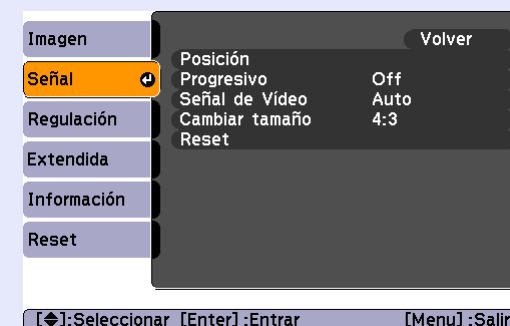 Imagen
Señal
Regulación
Extendida
Información
Reset
Volver
Posición
Progresivo Off
Señal de Vídeo Auto
Cambiar tamaño 4:3
Reset
[]:Seleccionar [Enter]:Entrar [Menu]:Salir